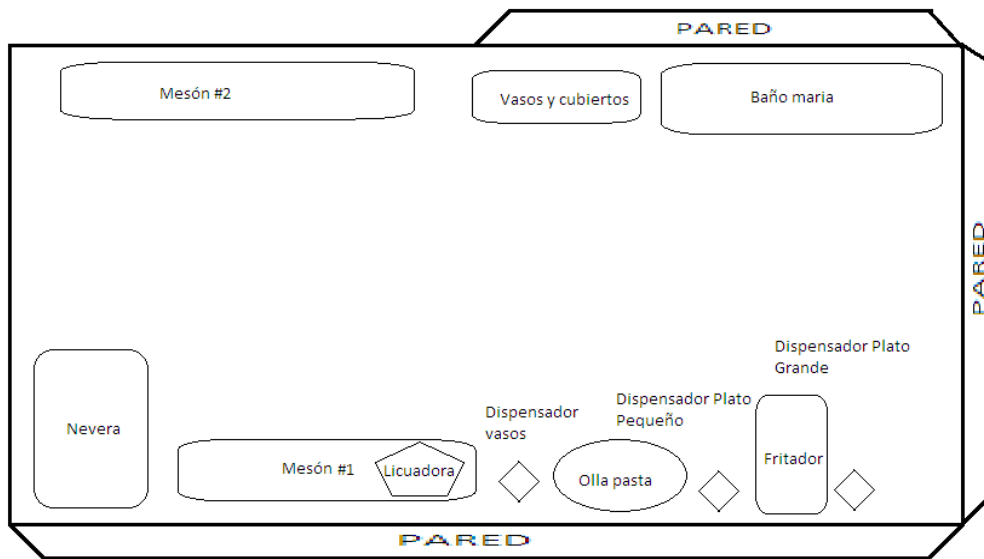 PARED
Mesón #2
Vasos y cubiertos
Baño maria
PARED
Dispensador Plato
Grande
Dispensador Plato
Pequeño
Dispensador
vasos
Nevera
Mesón #1
Licuadora
Olla pasta
Fritador
PARED